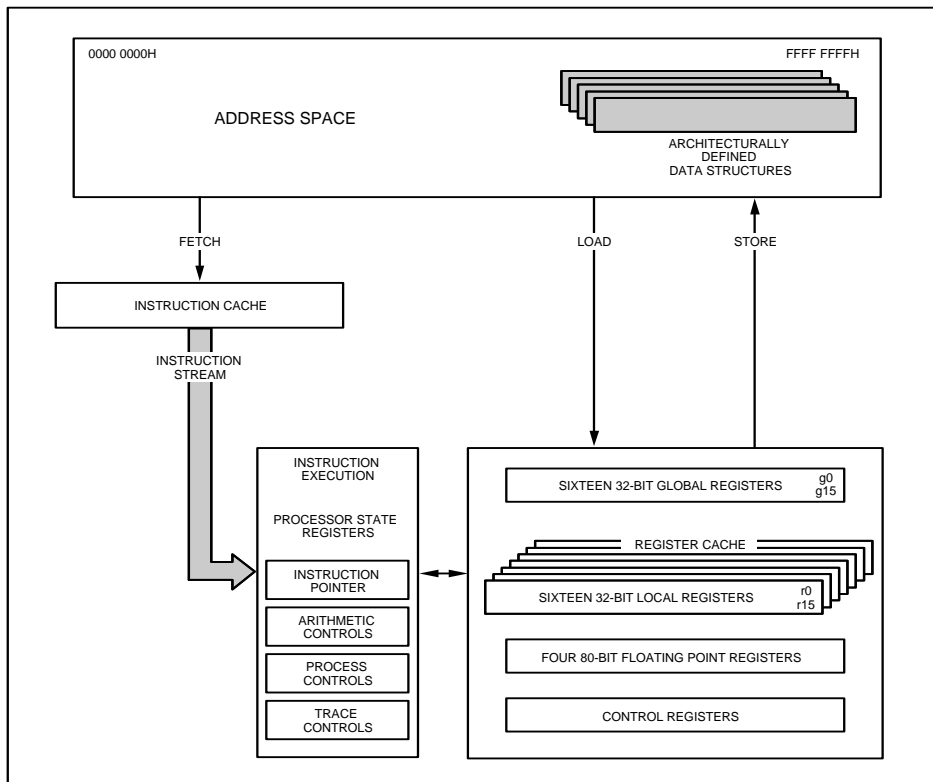 0000 0000H
FFFF FFFFH
ADDRESS SPACE
ARCHITECTURALLY
DEFINED
DATA STRUCTURES
FETCH
LOAD
STORE
INSTRUCTION CACHE
INSTRUCTION
STREAM
INSTRUCTION
EXECUTION
PROCESSOR STATE
REGISTERS
INSTRUCTION
POINTER
ARITHMETIC
CONTROLS
PROCESS
CONTROLS
TRACE
CONTROLS
SIXTEEN 32-BIT GLOBAL REGISTERS
g0
g15
REGISTER CACHE
SIXTEEN 32-BIT LOCAL REGISTERS
r0
r15
FOUR 80-BIT FLOATING POINT REGISTERS
CONTROL REGISTERS